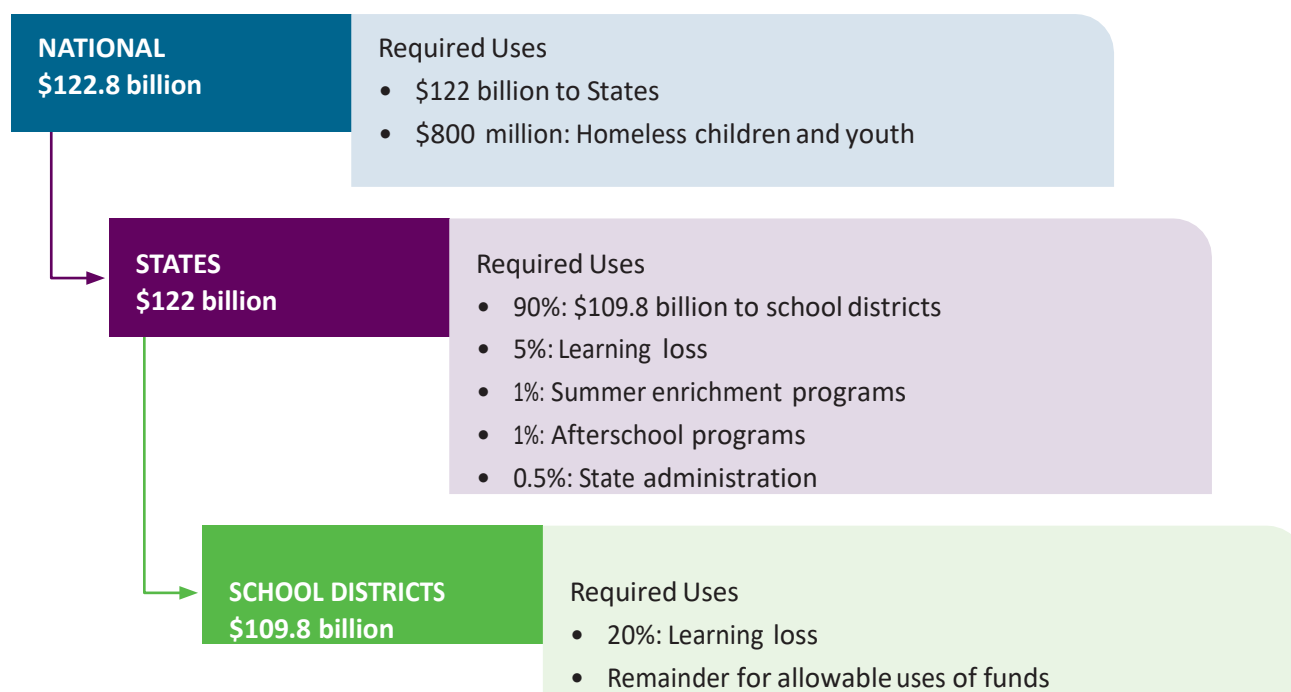 NATIONAL
$122.8 billion
Required Uses
• $122 billion to States
• $800 million: Homeless children and youth
STATES
$122 billion
Required Uses
• 90%: $109.8 billion to school districts
• 5%: Learning loss
• 1%: Summer enrichment programs
• 1%: Afterschool programs
• 0.5%: State administration
SCHOOL DISTRICTS
$109.8 billion
Required Uses
• 20%: Learning loss
• Remainder for allowable uses of funds